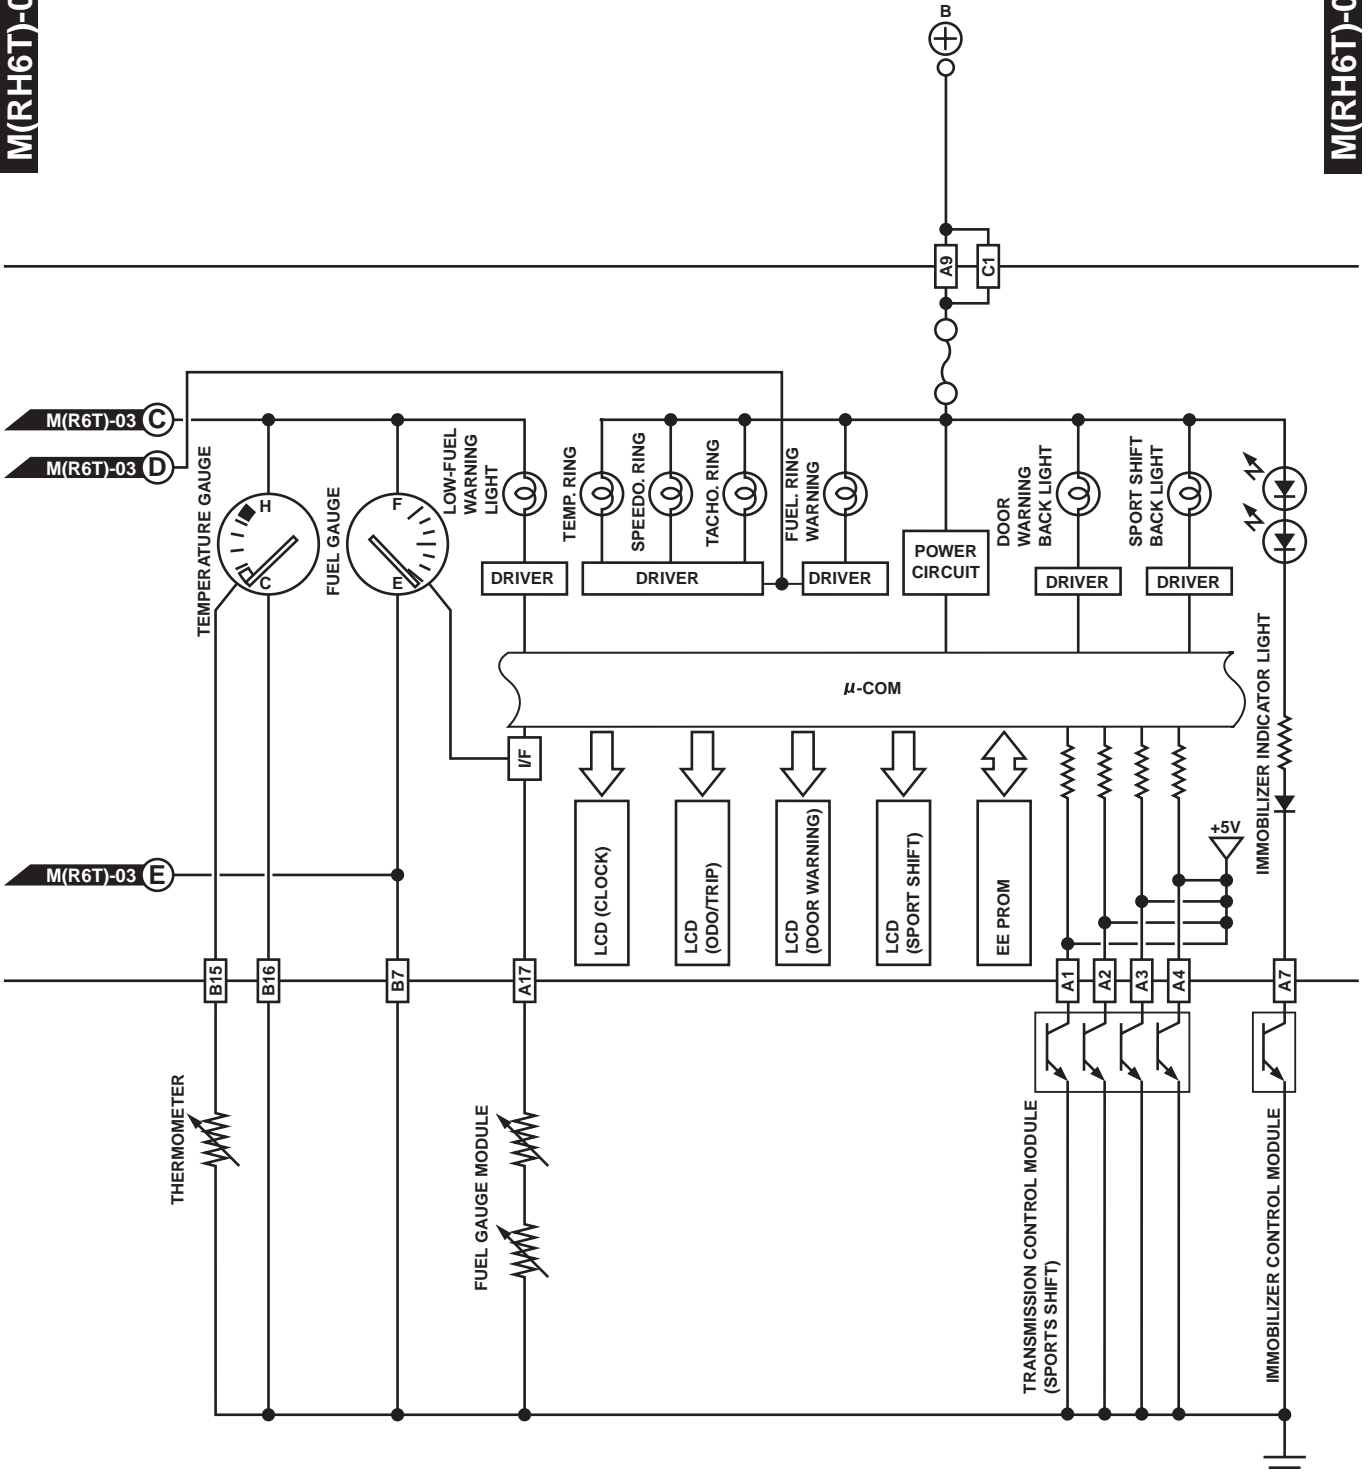 M(RH6T)-0
M(RH6T)-0
B
A9
C1
M(R6T)-03 C
M(R6T)-03 D
TEMPERATURE GAUGE
H
C
FUEL GAUGE
F
E
LOW-FUEL
WARNING
LIGHT
TEMP. RING
SPEEDO. RING
TACHO. RING
FUEL. RING
WARNING
DOOR
WARNING
BACK LIGHT
SPORT SHIFT
BACK LIGHT
DRIVER
DRIVER
DRIVER
POWER
CIRCUIT
DRIVER
DRIVER
µ-COM
I/F
IMMOBILIZER INDICATOR LIGHT
LCD (CLOCK)
LCD
(ODO/TRIP)
LCD
(DOOR WARNING)
LCD
(SPORT SHIFT)
EE PROM
+5V
M(R6T)-03 E
B15
B16
B7
A17
A1
A2
A3
A4
A7
THERMOMETER
FUEL GAUGE MODULE
TRANSMISSION CONTROL MODULE
(SPORTS SHIFT)
IMMOBILIZER CONTROL MODULE